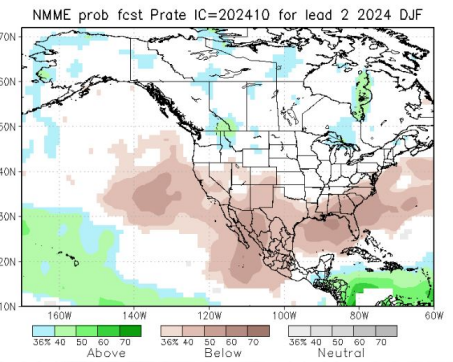 NMME prob fcst Prate IC=202410 for lead 2 2024 DJF
70N
60N
50N
40N
30N
20N
10N
160W 140W 120W 100W 80W 60W
36% 40 50 60 70 36% 40 50 60 70 36% 40 50 60 70
Above Below Neutral